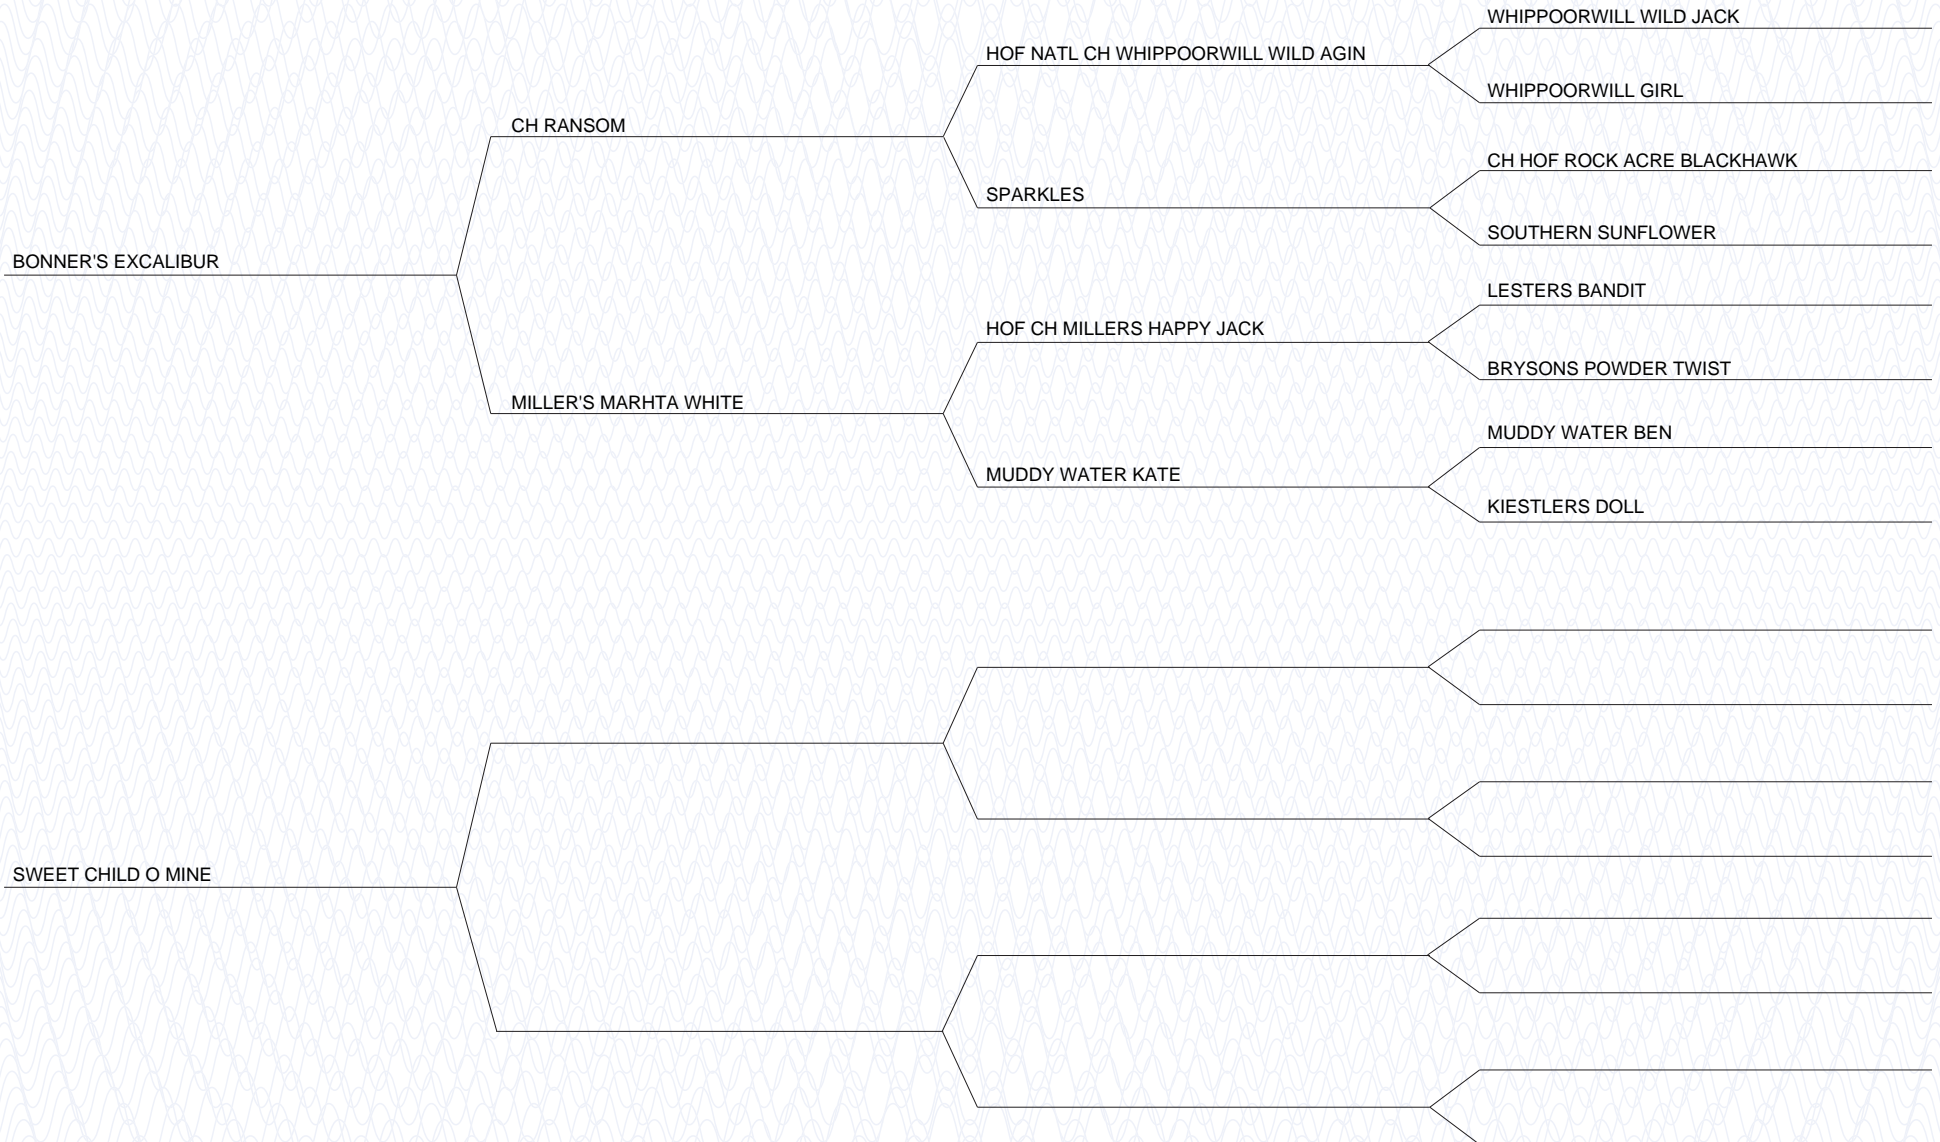 WHIPPOORWILL WILD JACK
HOF NATL CH WHIPPOORWILL WILD AGIN
WHIPPOORWILL GIRL
CH RANSOM
CH HOF ROCK ACRE BLACKHAWK
SPARKLES
SOUTHERN SUNFLOWER
BONNER'S EXCALIBUR
LESTERS BANDIT
HOF CH MILLERS HAPPY JACK
BRYSONS POWDER TWIST
MILLER'S MARHTA WHITE
MUDDY WATER BEN
MUDDY WATER KATE
KIESTLERS DOLL
SWEET CHILD O MINE